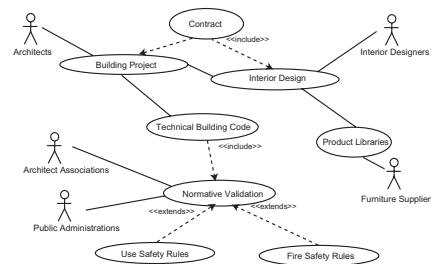 Contract
<<include>>
Architects
Building Project
Interior Design
Interior Designers
Technical Building Code
<<include>>
Product Libraries
Architect Associations
Normative Validation
Furniture Supplier
<<extends>>
<<extends>>
Public Administrations
Use Safety Rules
Fire Safety Rules